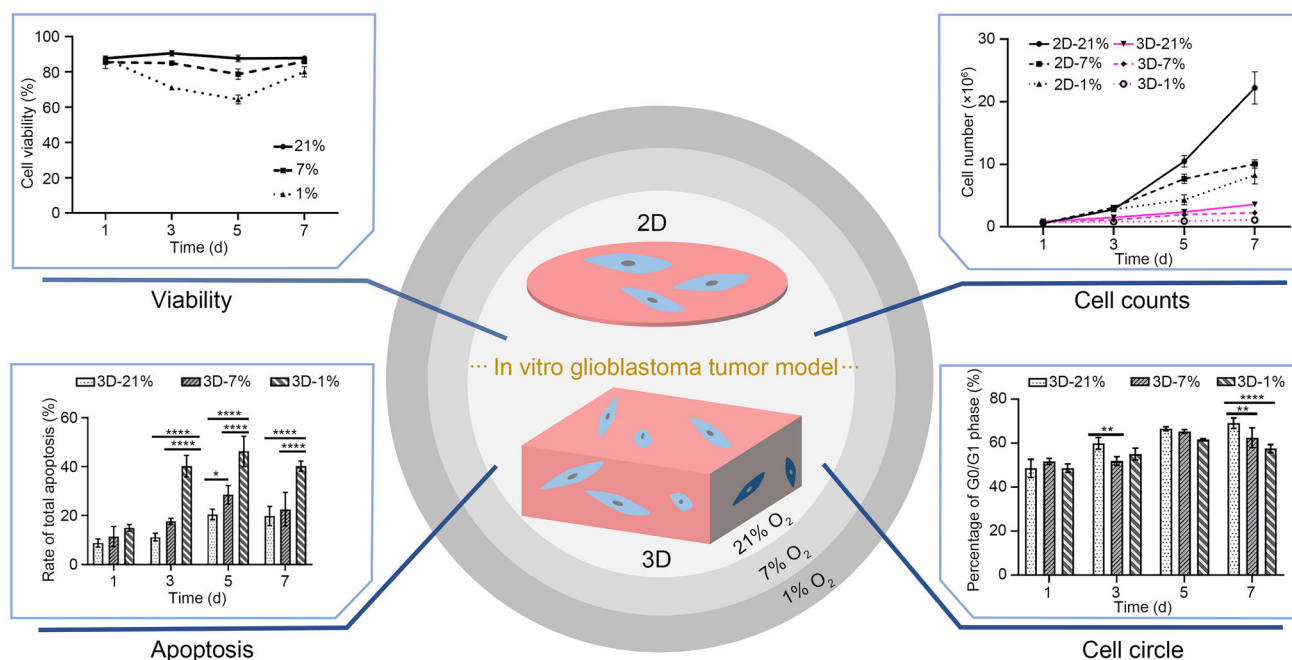 100
80
60
40
20
0
Cell viability (%)
21%
7%
1%
1 3 5 7
Time (d)
Viability
2D-21% 3D-21%
2D-7% 3D-7%
2D-1% 3D-1%
30
20
10
0
Cell number (×10⁶)
1 3 5 7
Time (d)
Cell counts
2D
··· In vitro glioblastoma tumor model ···
3D
21% O₂
7% O₂
1% O₂
3D-21% 3D-7% 3D-1%
60
40
20
0
Rate of total apoptosis (%)
**** **** * **** **** **** ****
1 3 5 7
Time (d)
Apoptosis
3D-21% 3D-7% 3D-1%
80
60
40
20
0
Percentage of G0/G1 phase (%)
** ** ****
1 3 5 7
Time (d)
Cell circle